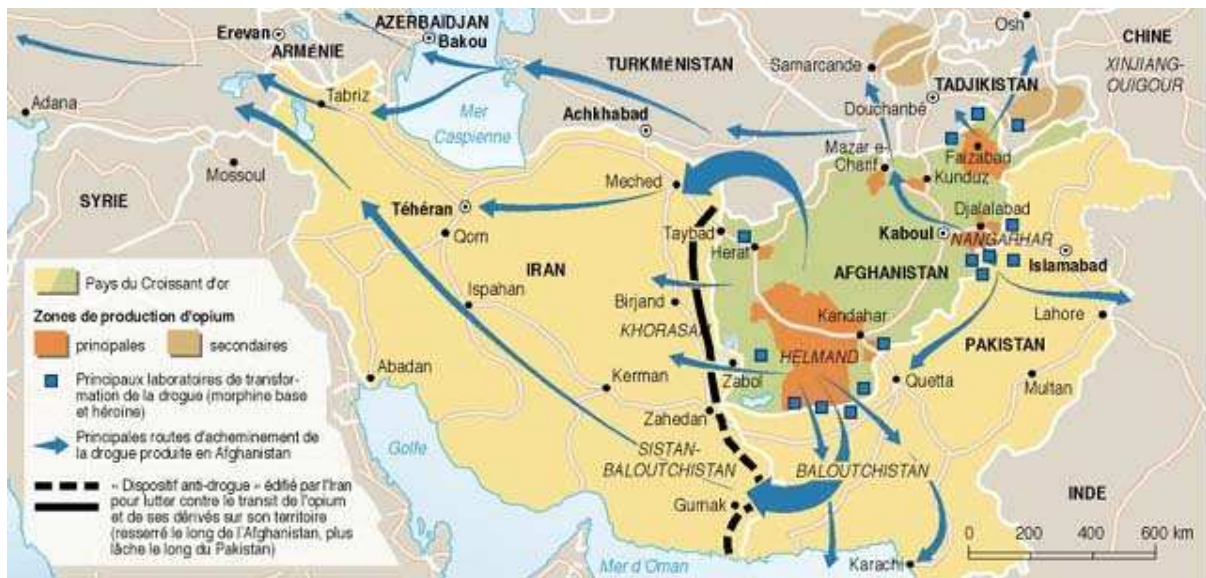 Osh
AZERBAÏDJAN
Erevan
ARMÉNIE
Bakou
CHINE
XINJIANG-
OUIGOUR
TURKMÉNISTAN
Samarcande
TADJIKISTAN
Douchanbé
Adana
Tabriz
Mer
Caspienne
Achkhabad
Mazar e-
Charif
Faizabad
Kunduz
Mossoul
Meched
SYRIE
Téhéran
Djalalabad
Qom
Taybad
Kaboul
NANGARHAR
Herat
Islamabad
IRAN
AFGHANISTAN
Pays du Croissant d'or
Ispahan
Birjand
KHORASAN
Lahore
Zones de production d'opium
Kandahar
principales
secondaires
HELMAND
PAKISTAN
Abadan
Kerman
Zabol
Quetta
Multan
Principaux laboratoires de transfor-
mation de la drogue (morphine base
et héroïne)
Zahedan
Principales routes d'acheminement de
la drogue produite en Afghanistan
Golfe
SISTAN-
BALOUTCHISTAN
BALOUTCHISTAN
« Dispositif anti-drogue » édifié par l'Iran
pour lutter contre le transit de l'opium
et de ses dérivés sur son territoire
(resserré le long de l'Afghanistan, plus
lâche le long du Pakistan)
Gurnak
INDE
0 200 400 600 km
Mer d'Oman
Karachi